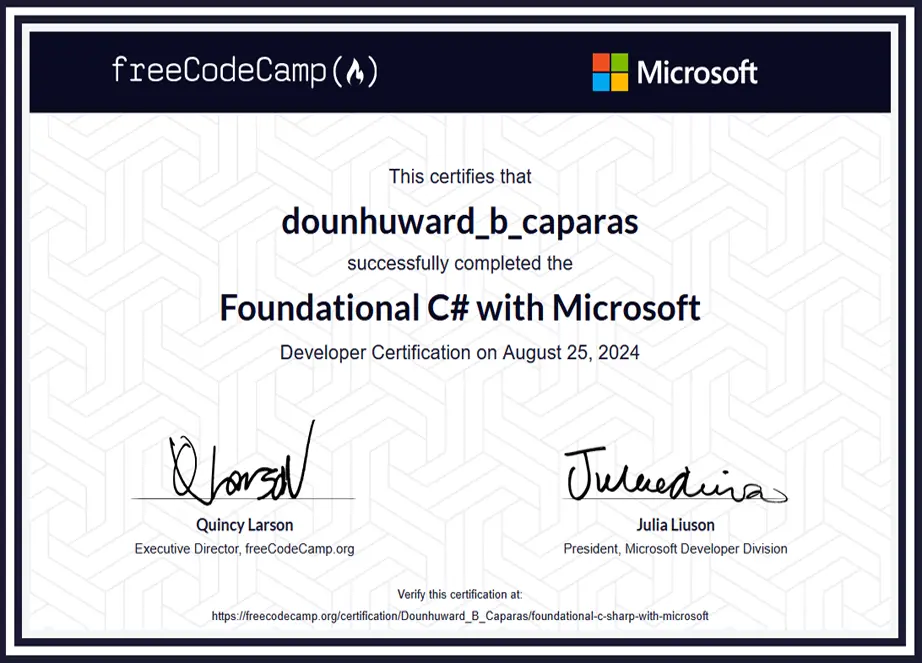 freeCodeCamp
Microsoft
This certifies that
dounhuward_b_caparas
successfully completed the
Foundational C# with Microsoft
Developer Certification on August 25, 2024
QLarson
Quincy Larson
Executive Director, freeCodeCamp.org
Julia Liuson
President, Microsoft Developer Division
Verify this certification at:
https://freecodecamp.org/certification/Dounhuward_B_Caparas/foundational-c-sharp-with-microsoft